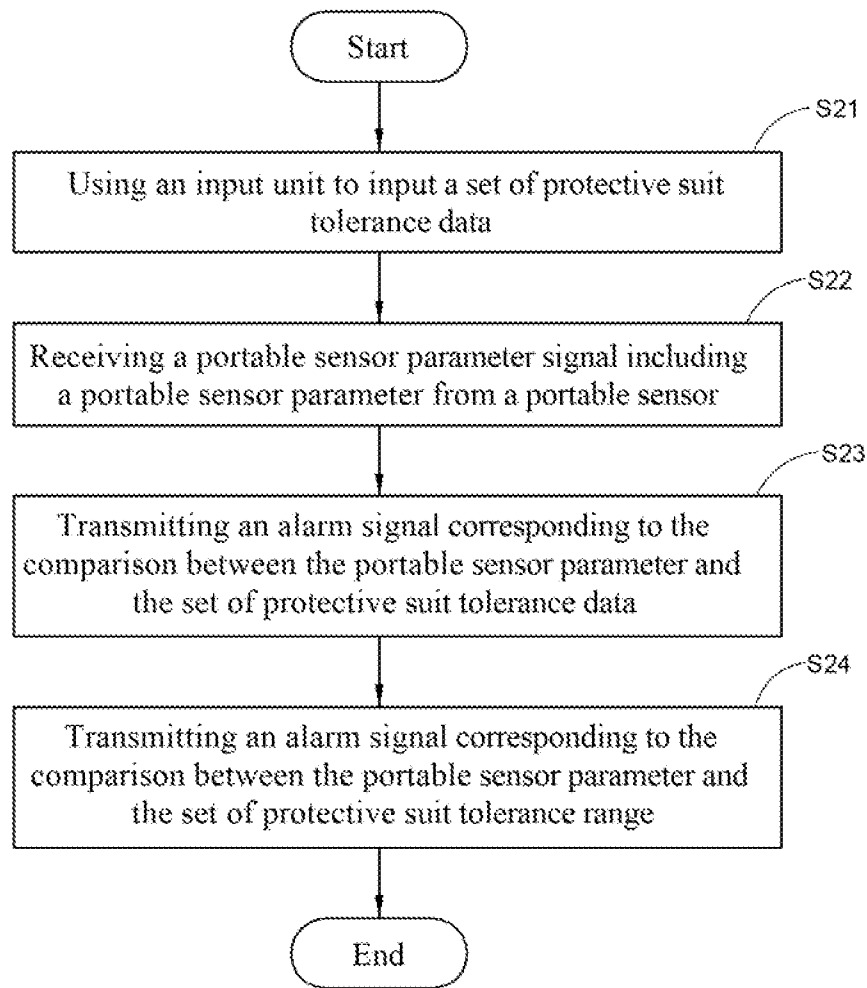 Start
S21
Using an input unit to input a set of protective suit
tolerance data
S22
Receiving a portable sensor parameter signal including
a portable sensor parameter from a portable sensor
S23
Transmitting an alarm signal corresponding to the
comparison between the portable sensor parameter and
the set of protective suit tolerance data
S24
Transmitting an alarm signal corresponding to the
comparison between the portable sensor parameter and
the set of protective suit tolerance range
End